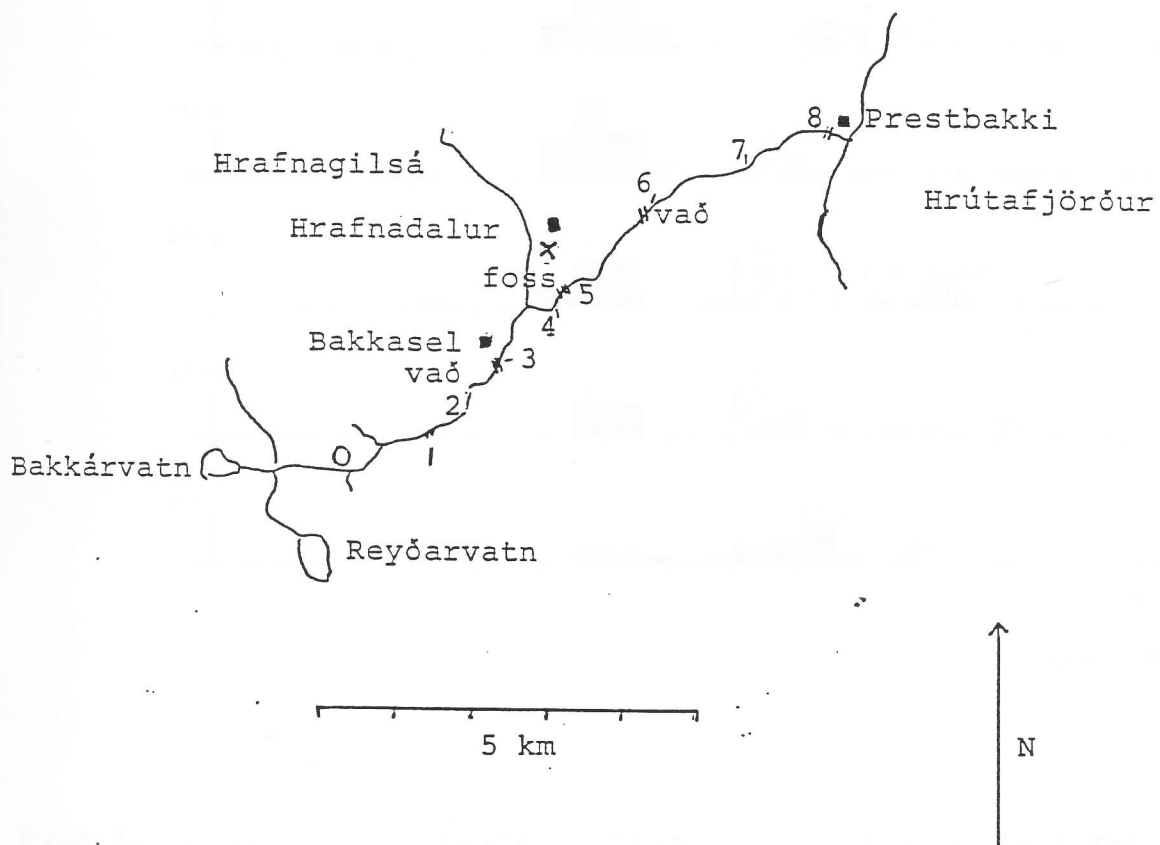 8 Prestbakki
7
Hrafnagilsá
6
Hrútafjörður
vað
Hrafnadalur
foss
5
4
Bakkasel
3
vað
2
O
1
Bakkárvatn
Reyðarvatn
5 km
N